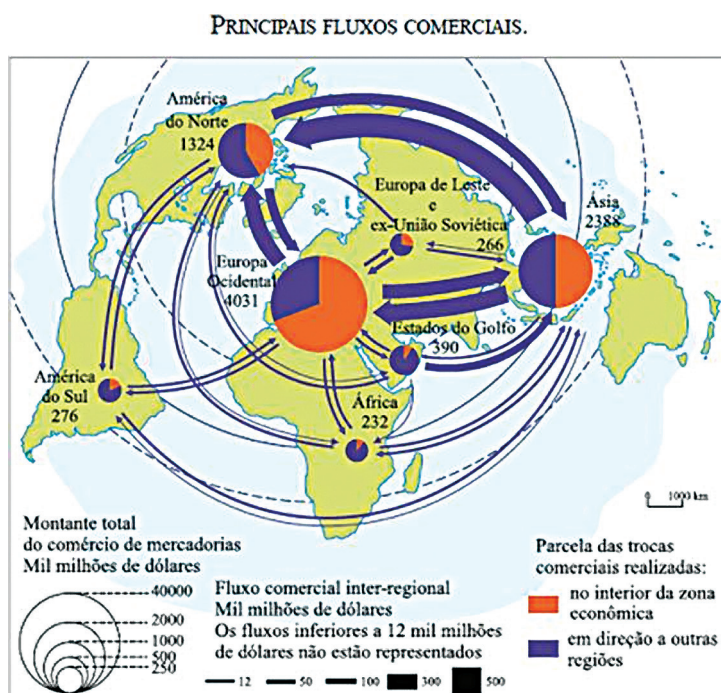 PRINCIPAIS FLUXOS COMERCIAIS.
América
do Norte
1324
Europa de Leste
e
ex-União Soviética
266
Ásia
2388
Europa
Ocidental
4031
Estados do Golfo
390
América
do Sul
276
África
232
0 1000 km
Montante total
do comércio de mercadorias
Mil milhões de dólares
40000
2000
1000
500
250
Fluxo comercial inter-regional
Mil milhões de dólares
Os fluxos inferiores a 12 mil milhões
de dólares não estão representados
12 50 100 300 500
Parcela das trocas
comerciais realizadas:
no interior da zona
econômica
em direção a outras
regiões